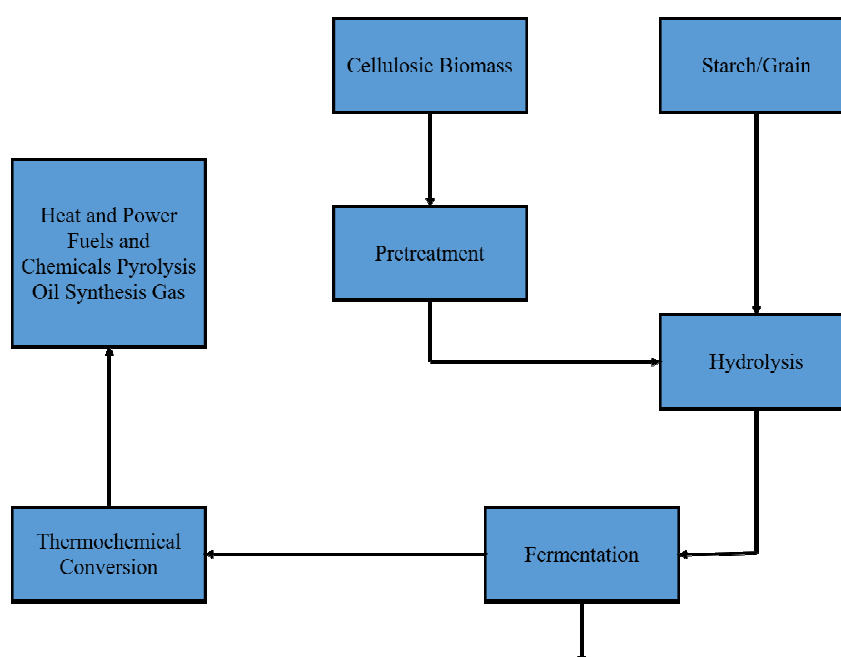 Cellulosic Biomass
Starch/Grain
Heat and Power
Fuels and
Chemicals Pyrolysis
Oil Synthesis Gas
Pretreatment
Hydrolysis
Thermochemical
Conversion
Fermentation